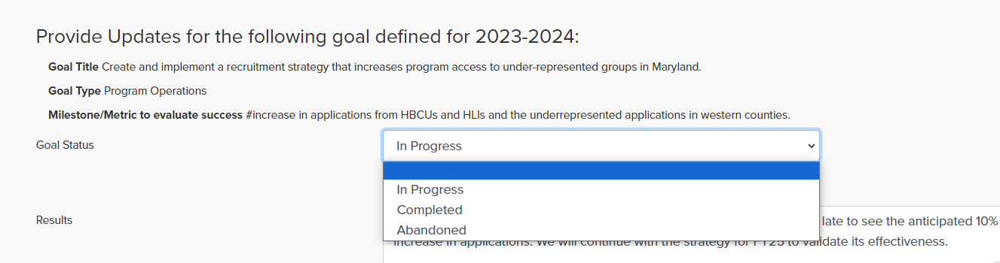 Provide Updates for the following goal defined for 2023-2024:
Goal Title Create and implement a recruitment strategy that increases program access to under-represented groups in Maryland.
Goal Type Program Operations
Milestone/Metric to evaluate success #increase in applications from HBCUs and HLIs and the underrepresented applications in western counties.
Goal Status
In Progress
In Progress
Completed
Abandoned
Results
late to see the anticipated 10%
increase in applications. We will continue with the strategy for FY25 to validate its effectiveness.